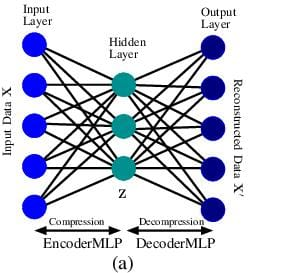 Input
Layer
Output
Layer
Hidden
Layer
Input Data X
Reconstructed Data X'
z
Compression
Decompression
EncoderMLP
DecoderMLP
(a)